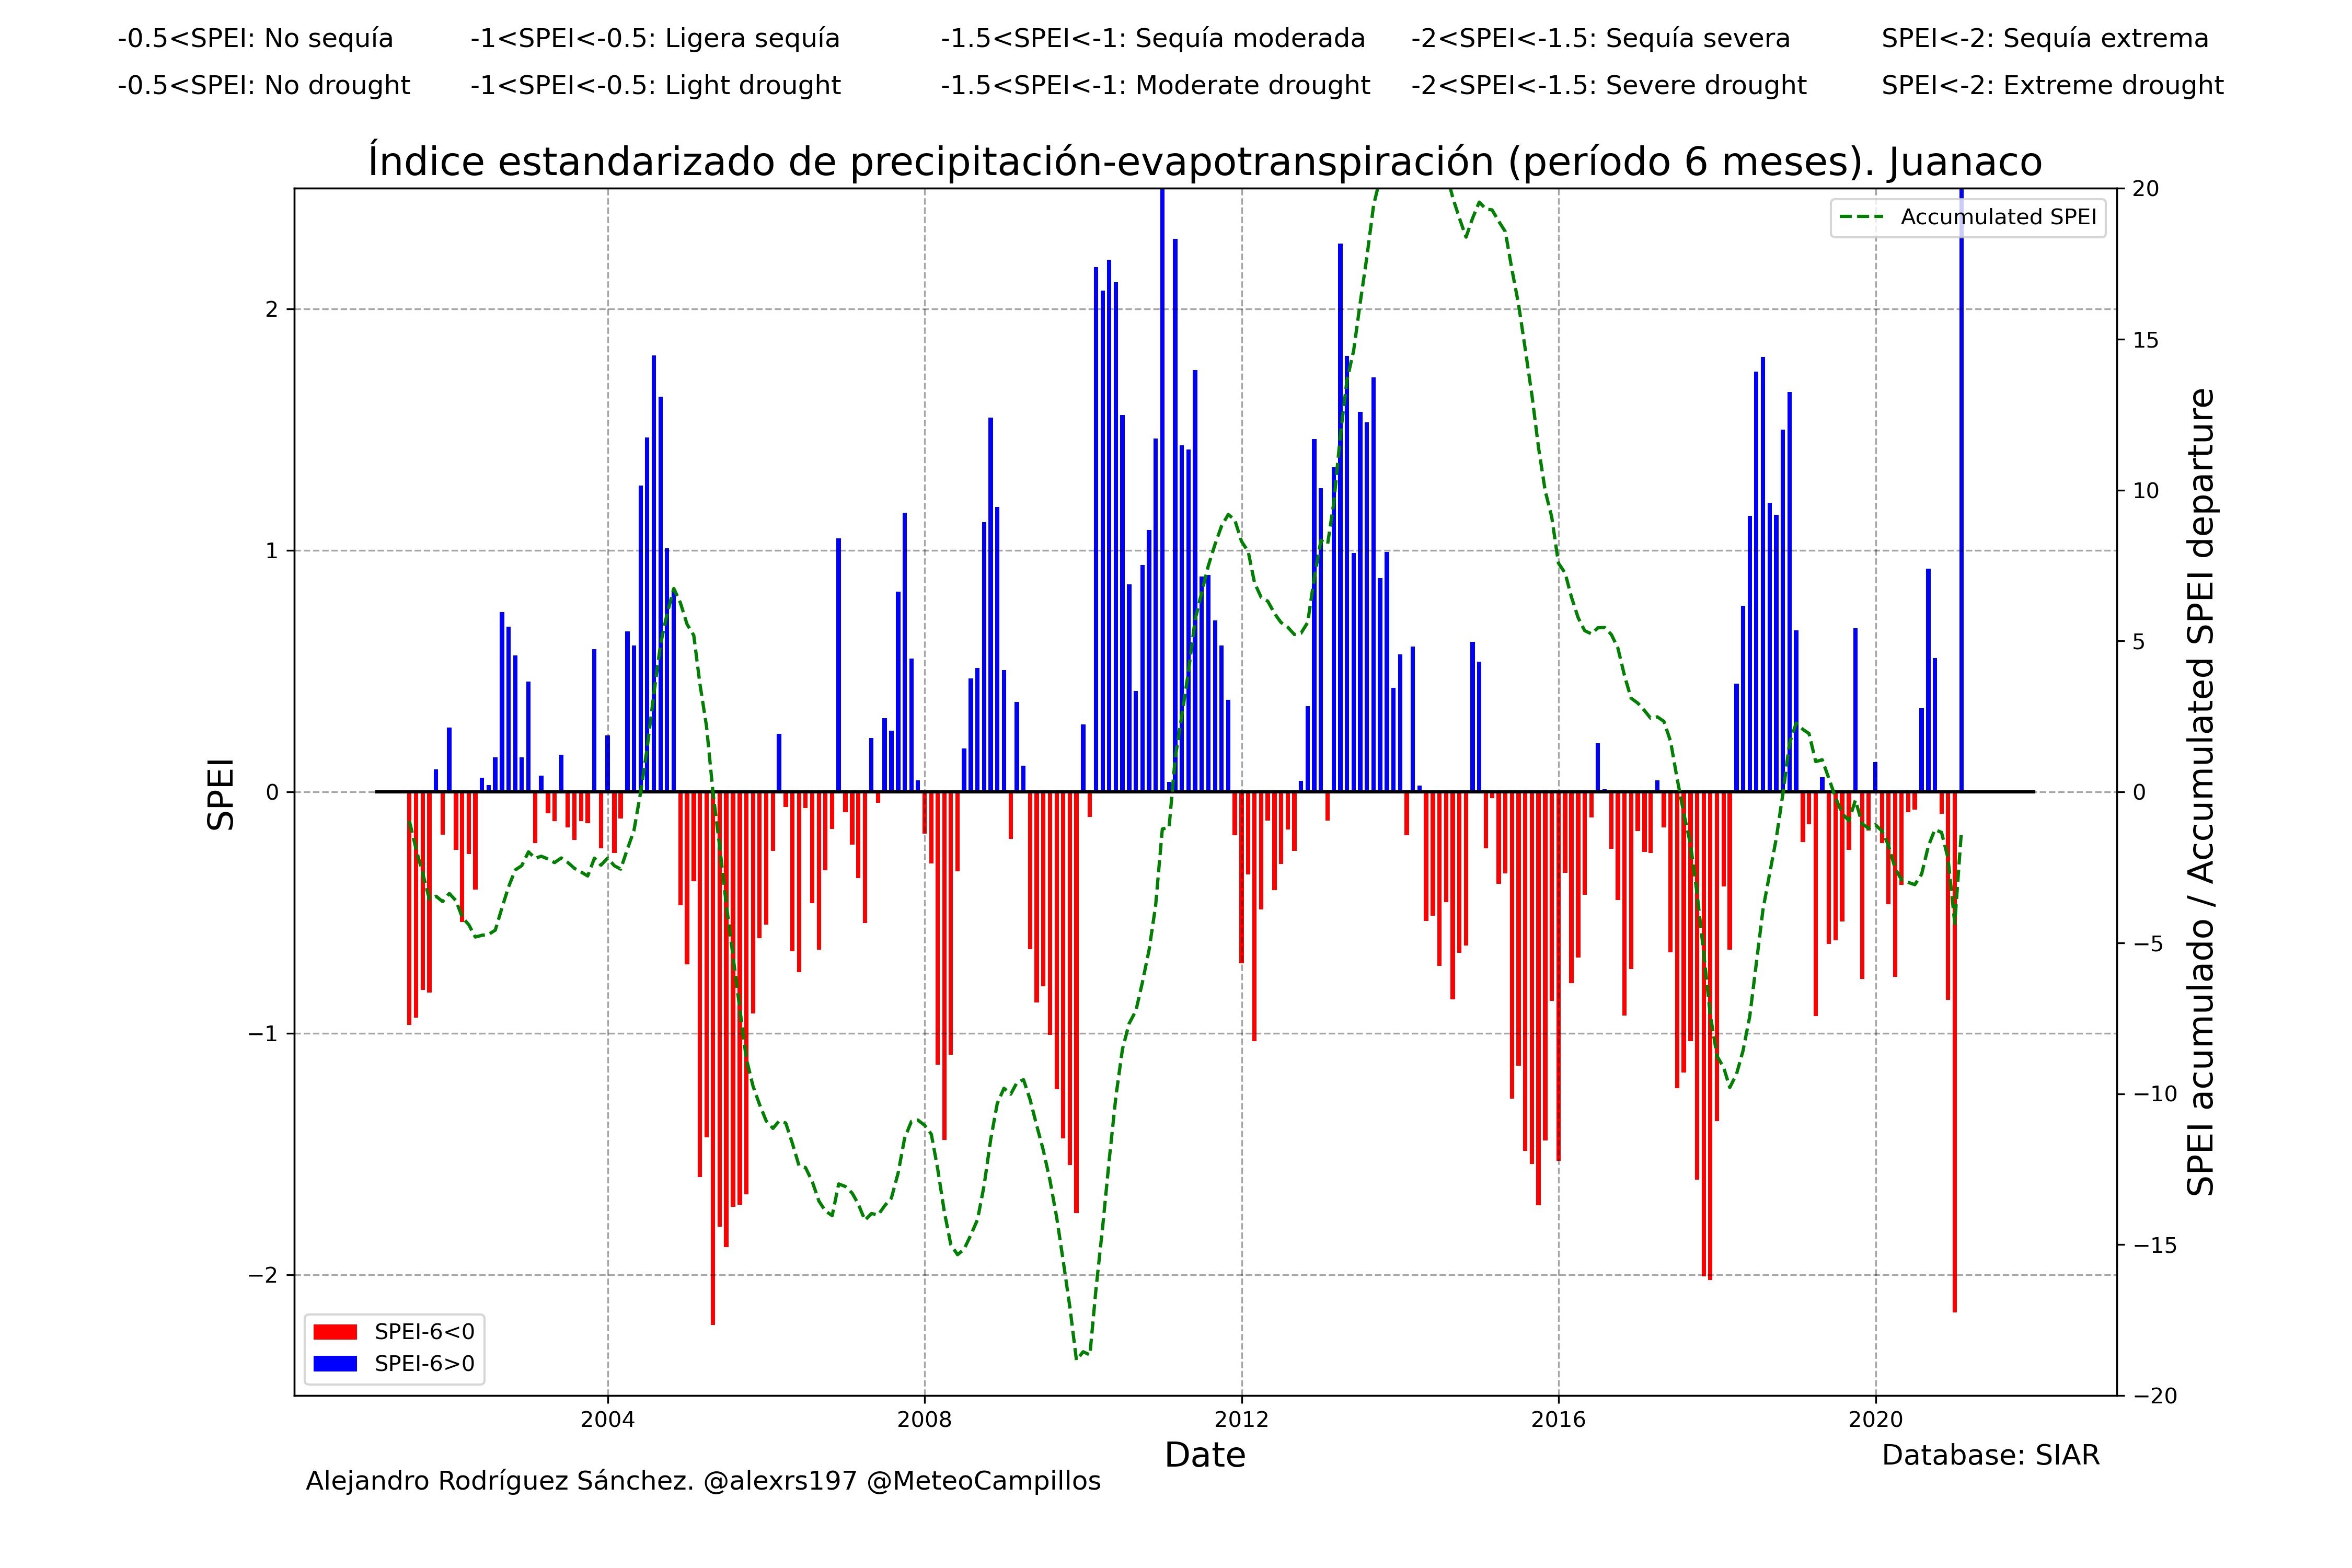 -0.5<SPEI: No sequía -1<SPEI<-0.5: Ligera sequía -1.5<SPEI<-1: Sequía moderada -2<SPEI<-1.5: Sequía severa SPEI<-2: Sequía extrema
-0.5<SPEI: No drought -1<SPEI<-0.5: Light drought -1.5<SPEI<-1: Moderate drought -2<SPEI<-1.5: Severe drought SPEI<-2: Extreme drought
Índice estandarizado de precipitación-evapotranspiración (período 6 meses). Juanaco
Accumulated SPEI
SPEI
2
1
0
−1
−2
20
15
10
5
0
−5
−10
−15
−20
SPEI acumulado / Accumulated SPEI departure
SPEI-6<0
SPEI-6>0
2004 2008 2012 2016 2020
Date
Database: SIAR
Alejandro Rodríguez Sánchez. @alexrs197 @MeteoCampillos